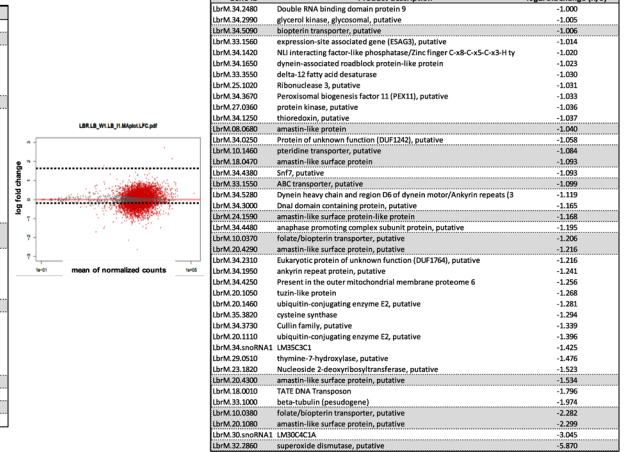 LBR.LB_W1.LB_I1.MAplot.LFC.pdf
log fold change
3
2
1
0
-1
-2
-3
1e-01
mean of normalized counts
1e+05
LbrM.34.2480 Double RNA binding domain protein 9 -1.000
LbrM.34.2990 glycerol kinase, glycosomal, putative -1.005
LbrM.34.5090 biopterin transporter, putative -1.006
LbrM.33.1560 expression-site associated gene (ESAG3), putative -1.014
LbrM.34.1420 NLI interacting factor-like phosphatase/Zinc finger C-x8-C-x5-C-x3-H ty -1.020
LbrM.34.1650 dynein-associated roadblock protein-like protein -1.023
LbrM.33.3550 delta-12 fatty acid desaturase -1.030
LbrM.25.1020 Ribonuclease 3, putative -1.031
LbrM.34.3670 Peroxisomal biogenesis factor 11 (PEX11), putative -1.033
LbrM.27.0360 protein kinase, putative -1.036
LbrM.34.1250 thioredoxin, putative -1.037
LbrM.08.0680 amastin-like protein -1.040
LbrM.34.0250 Protein of unknown function (DUF1242), putative -1.058
LbrM.10.1460 pteridine transporter, putative -1.084
LbrM.18.0470 amastin-like surface protein, putative -1.093
LbrM.34.4380 Snf7, putative -1.093
LbrM.33.1550 ABC transporter, putative -1.099
LbrM.34.5280 Dynein heavy chain and region D6 of dynein motor/Ankyrin repeats (3 -1.119
LbrM.34.3000 DnaJ domain containing protein, putative -1.165
LbrM.24.1590 amastin-like surface protein-like protein -1.168
LbrM.34.4480 anaphase promoting complex subunit protein, putative -1.195
LbrM.10.0370 folate/biopterin transporter, putative -1.206
LbrM.20.4290 amastin-like surface protein, putative -1.216
LbrM.34.2310 Eukaryotic protein of unknown function (DUF1764), putative -1.216
LbrM.34.1950 ankyrin repeat protein, putative -1.241
LbrM.34.4250 Present in the outer mitochondrial membrane proteome 6 -1.256
LbrM.20.1050 tuzin-like protein -1.268
LbrM.20.1460 ubiquitin-conjugating enzyme E2, putative -1.281
LbrM.35.3820 cysteine synthase -1.294
LbrM.34.3730 Cullin family, putative -1.339
LbrM.20.1110 ubiquitin-conjugating enzyme E2, putative -1.396
LbrM.34.snoRNA1 LM35C3C1 -1.425
LbrM.29.0510 thymine-7-hydroxylase, putative -1.476
LbrM.23.1820 Nucleoside 2-deoxyribosyltransferase, putative -1.523
LbrM.20.4300 amastin-like surface protein, putative -1.534
LbrM.18.0010 TATE DNA Transposon -1.796
LbrM.33.1000 beta-tubulin (pesudogene) -1.974
LbrM.10.0380 folate/biopterin transporter, putative -2.282
LbrM.20.1080 amastin-like surface protein, putative -2.299
LbrM.30.snoRNA1 LM30C4C1A -3.045
LbrM.32.2860 superoxide dismutase, putative -5.870